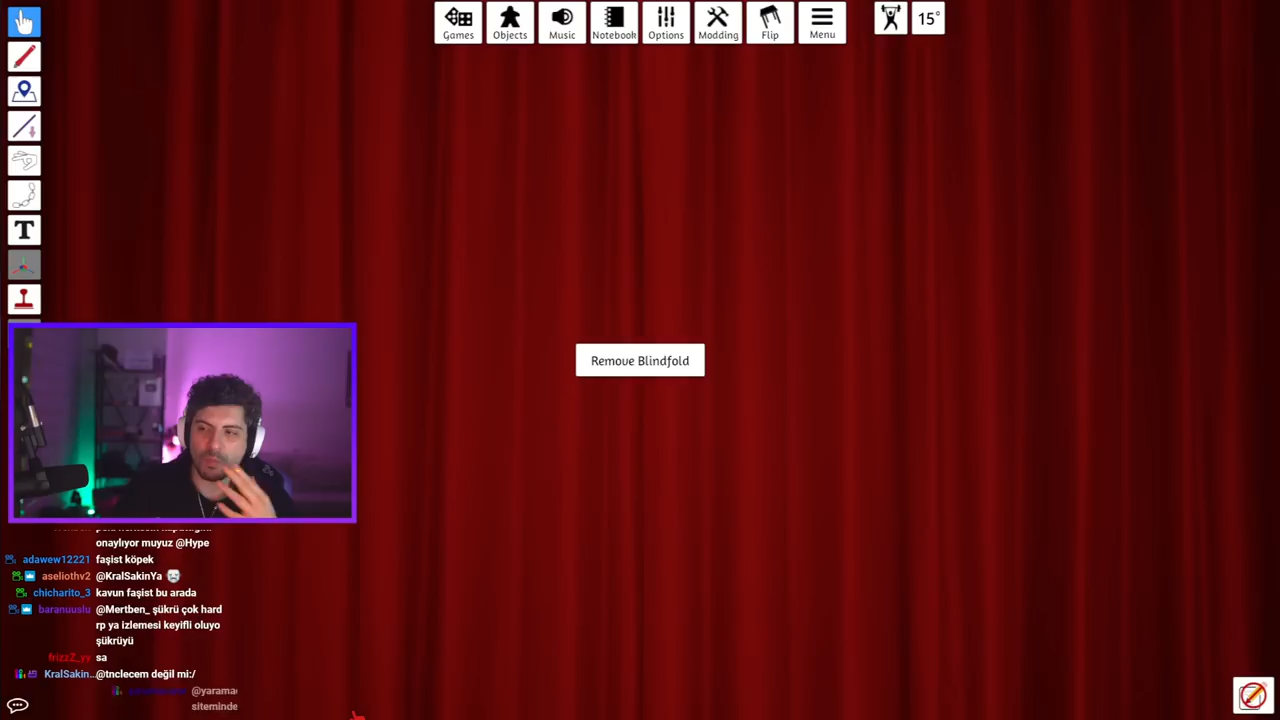 Games
Objects
Music
Notebook
Options
Modding
Flip
Menu
15°
T
Remove Blindfold
onaylıyor muyuz @Hype
adawew12221 faşist köpek
aseliothv2 @KralSakinYa
chicharito_3 kavun faşist bu arada
baranuuslu @Mertben_ şükrü çok hard
rp ya izlemesi keyifli oluyo
şükrüyü
frizzZ_yy sa
KralSakin... @tnclecem değil mi:/
@yarama
siteminde